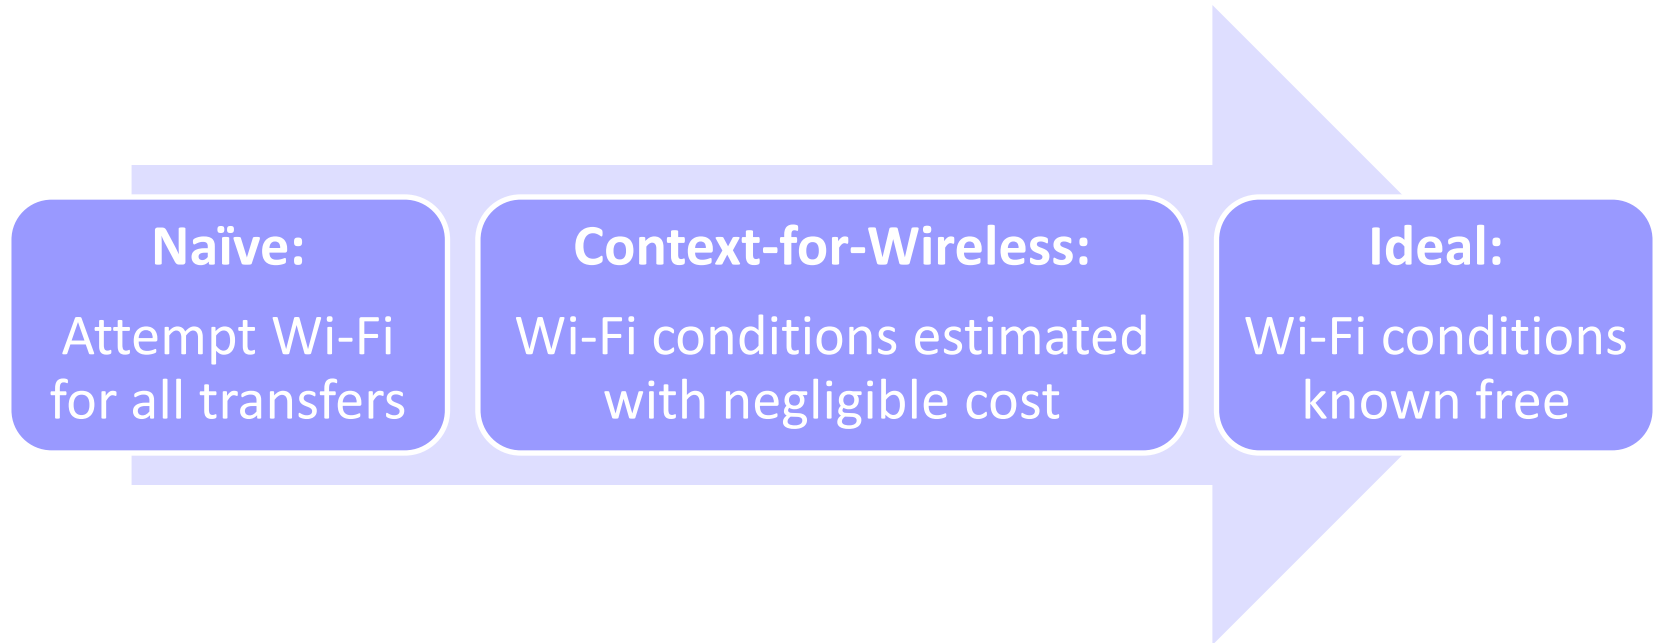 Naïve:
Attempt Wi-Fi
for all transfers
Context-for-Wireless:
Wi-Fi conditions estimated
with negligible cost
Ideal:
Wi-Fi conditions
known free